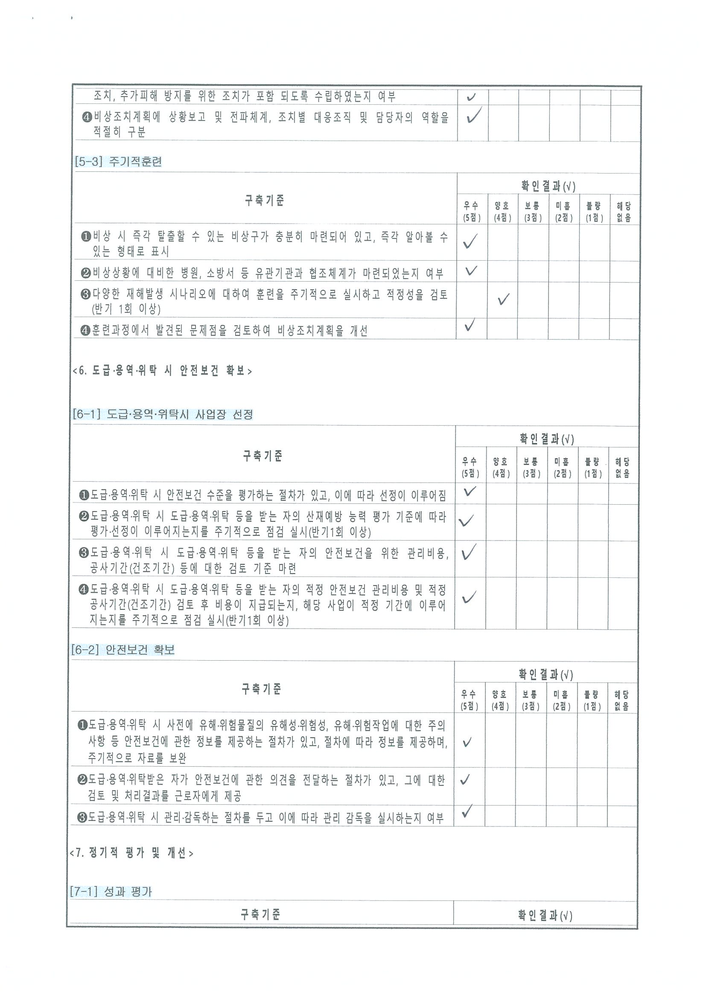 조치, 추가피해 방지를 위한 조치가 포함 되도록 수립하였는지 여부 ✓
❹비상조치계획에 상황보고 및 전파체계, 조치별 대응조직 및 담당자의 역할을 ✓
적절히 구분
[5-3] 주기적훈련
구축기준
확인결과(√)
우수 양호 보통 미흡 불량 해당
(5점) (4점) (3점) (2점) (1점) 없음
❶비상 시 즉각 탈출할 수 있는 비상구가 충분히 마련되어 있고, 즉각 알아볼 수 ✓
있는 형태로 표시
❷비상상황에 대비한 병원, 소방서 등 유관기관과 협조체계가 마련되었는지 여부 ✓
❸다양한 재해발생 시나리오에 대하여 훈련을 주기적으로 실시하고 적정성을 검토 ✓
(반기 1회 이상)
❹훈련과정에서 발견된 문제점을 검토하여 비상조치계획을 개선 ✓
<6. 도급·용역·위탁 시 안전보건 확보>
[6-1] 도급·용역·위탁시 사업장 선정
구축기준
확인결과(√)
우수 양호 보통 미흡 불량 해당
(5점) (4점) (3점) (2점) (1점) 없음
❶도급·용역·위탁 시 안전보건 수준을 평가하는 절차가 있고, 이에 따라 선정이 이루어짐 ✓
❷도급·용역·위탁 시 도급·용역·위탁 등을 받는 자의 산재예방 능력 평가 기준에 따라 ✓
평가·선정이 이루어지는지를 주기적으로 점검 실시(반기1회 이상)
❸도급·용역·위탁 시 도급·용역·위탁 등을 받는 자의 안전보건을 위한 관리비용, ✓
공사기간(건조기간) 등에 대한 검토 기준 마련
❹도급·용역·위탁 시 도급·용역·위탁 등을 받는 자의 적정 안전보건 관리비용 및 적정
공사기간(건조기간) 검토 후 비용이 지급되는지, 해당 사업이 적정 기간에 이루어 ✓
지는지를 주기적으로 점검 실시(반기1회 이상)
[6-2] 안전보건 확보
구축기준
확인결과(√)
우수 양호 보통 미흡 불량 해당
(5점) (4점) (3점) (2점) (1점) 없음
❶도급·용역·위탁 시 사전에 유해·위험물질의 유해성·위험성, 유해·위험작업에 대한 주의
사항 등 안전보건에 관한 정보를 제공하는 절차가 있고, 절차에 따라 정보를 제공하며, ✓
주기적으로 자료를 보완
❷도급·용역·위탁받은 자가 안전보건에 관한 의견을 전달하는 절차가 있고, 그에 대한 ✓
검토 및 처리결과를 근로자에게 제공
❸도급·용역·위탁 시 관리·감독하는 절차를 두고 이에 따라 관리 감독을 실시하는지 여부 ✓
<7. 정기적 평가 및 개선>
[7-1] 성과 평가
구축기준 확인결과(√)